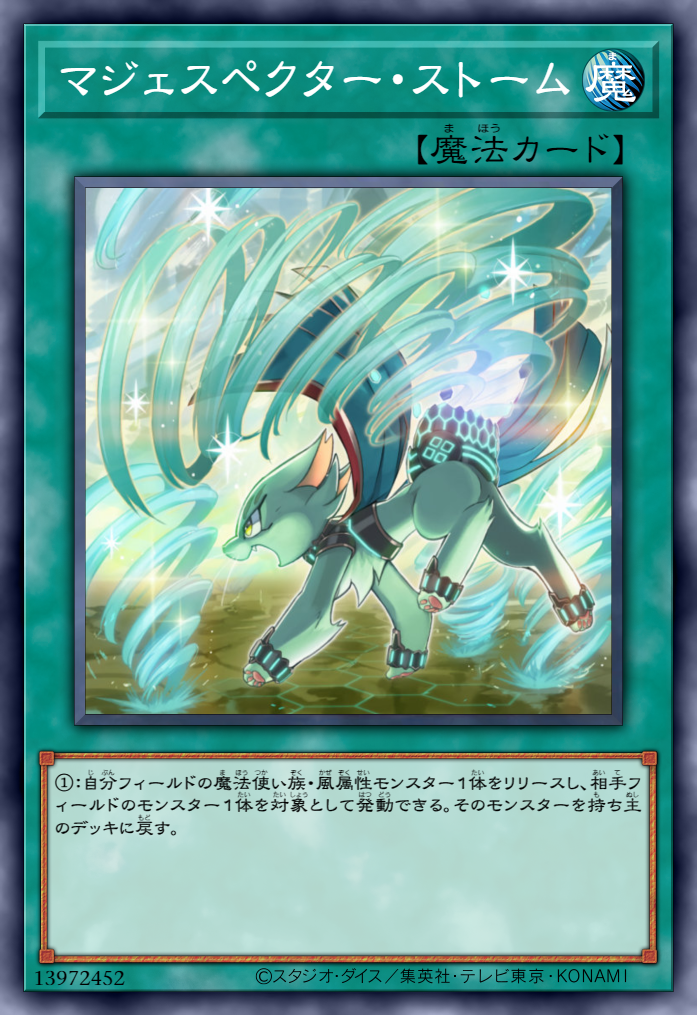 マジェスペクター・ストーム 魔
【魔法カード】
①:自分フィールドの魔法使い族・風属性モンスター1体をリリースし、相手フ
ィールドのモンスター1体を対象として発動できる。そのモンスターを持ち主
のデッキに戻す。
13972452 ©スタジオ・ダイス/集英社・テレビ東京・KONAMI